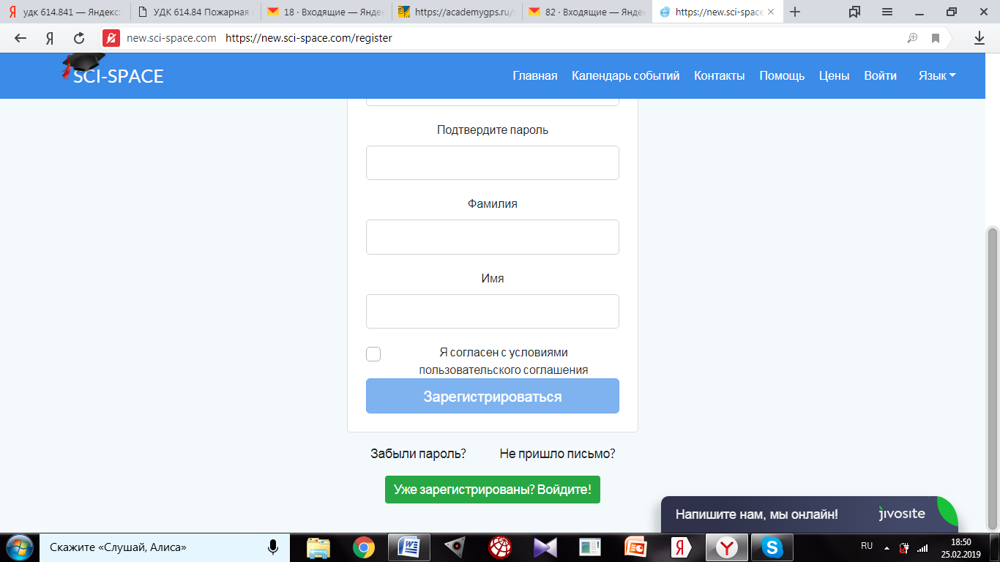 удк 614.841 — Яндекс:
УДК 614.84 Пожарная
18 · Входящие — Яндек
https://academygps.ru/
82 · Входящие — Яндек
https://new.sci-space
new.sci-space.com https://new.sci-space.com/register
SCI-SPACE
Главная Календарь событий Контакты Помощь Цены Войти Язык
Подтвердите пароль
Фамилия
Имя
Я согласен с условиями
пользовательского соглашения
Зарегистрироваться
Забыли пароль? Не пришло письмо?
Уже зарегистрированы? Войдите!
Напишите нам, мы онлайн! jivosite
Скажите «Слушай, Алиса»
RU
18:50
25.02.2019